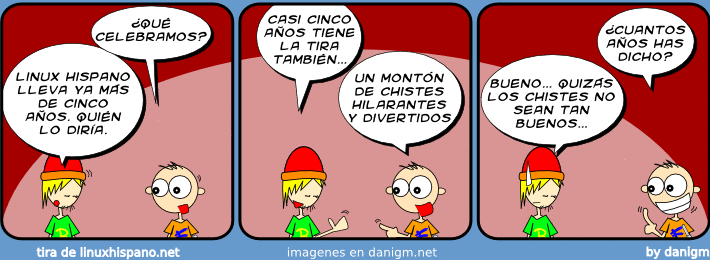 ¿QUÉ
CELEBRAMOS?
LINUX HISPANO
LLEVA YA MÁS
DE CINCO
AÑOS. QUIÉN
LO DIRÍA.
CASI CINCO
AÑOS TIENE
LA TIRA
TAMBIÉN...
UN MONTÓN
DE CHISTES
HILARANTES
Y DIVERTIDOS
¿CUANTOS
AÑOS HAS
DICHO?
BUENO... QUIZÁS
LOS CHISTES NO
SEAN TAN
BUENOS...
tira de linuxhispano.net
imagenes en danigm.net
by danigm